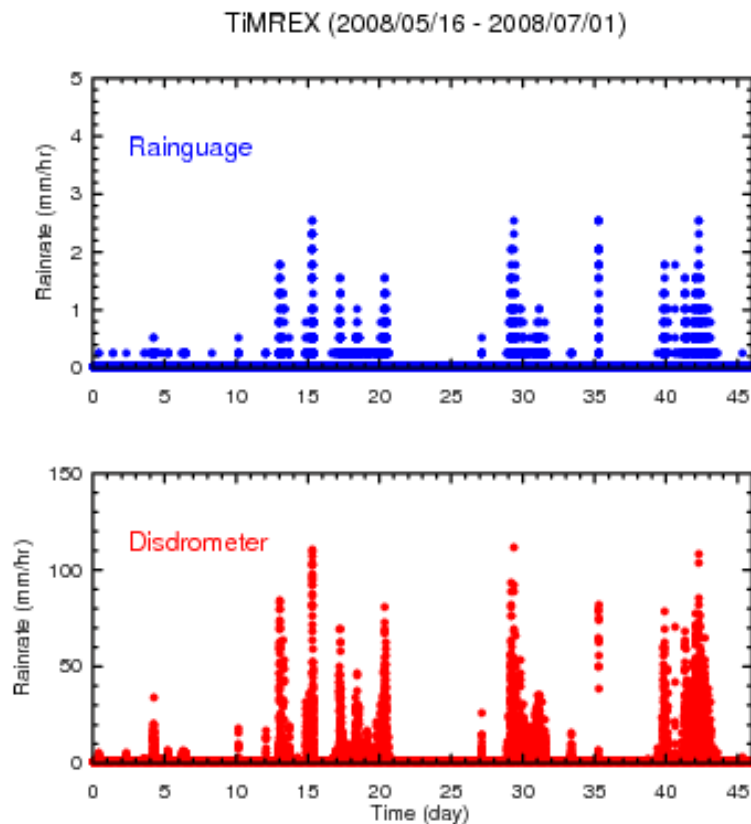 TiMREX (2008/05/16 - 2008/07/01)
5
4
3
2
1
0
Rainrate (mm/hr)
Rainguage
0 5 10 15 20 25 30 35 40 45
150
100
50
0
Rainrate (mm/hr)
Disdrometer
0 5 10 15 20 25 30 35 40 45
Time (day)